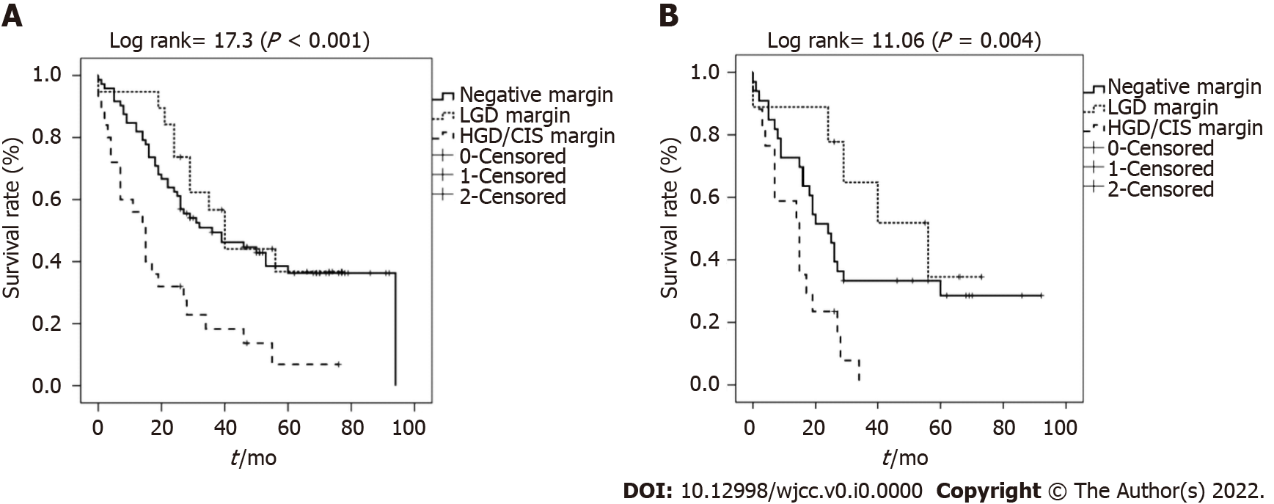 A
Log rank= 17.3 (P < 0.001)
Survival rate (%)
1.0
0.8
0.6
0.4
0.2
0.0
0 20 40 60 80 100
t/mo
Negative margin
LGD margin
HGD/CIS margin
0-Censored
1-Censored
2-Censored
B
Log rank= 11.06 (P = 0.004)
Survival rate (%)
1.0
0.8
0.6
0.4
0.2
0.0
0 20 40 60 80 100
t/mo
Negative margin
LGD margin
HGD/CIS margin
0-Censored
1-Censored
2-Censored
DOI: 10.12998/wjcc.v0.i0.0000 Copyright © The Author(s) 2022.